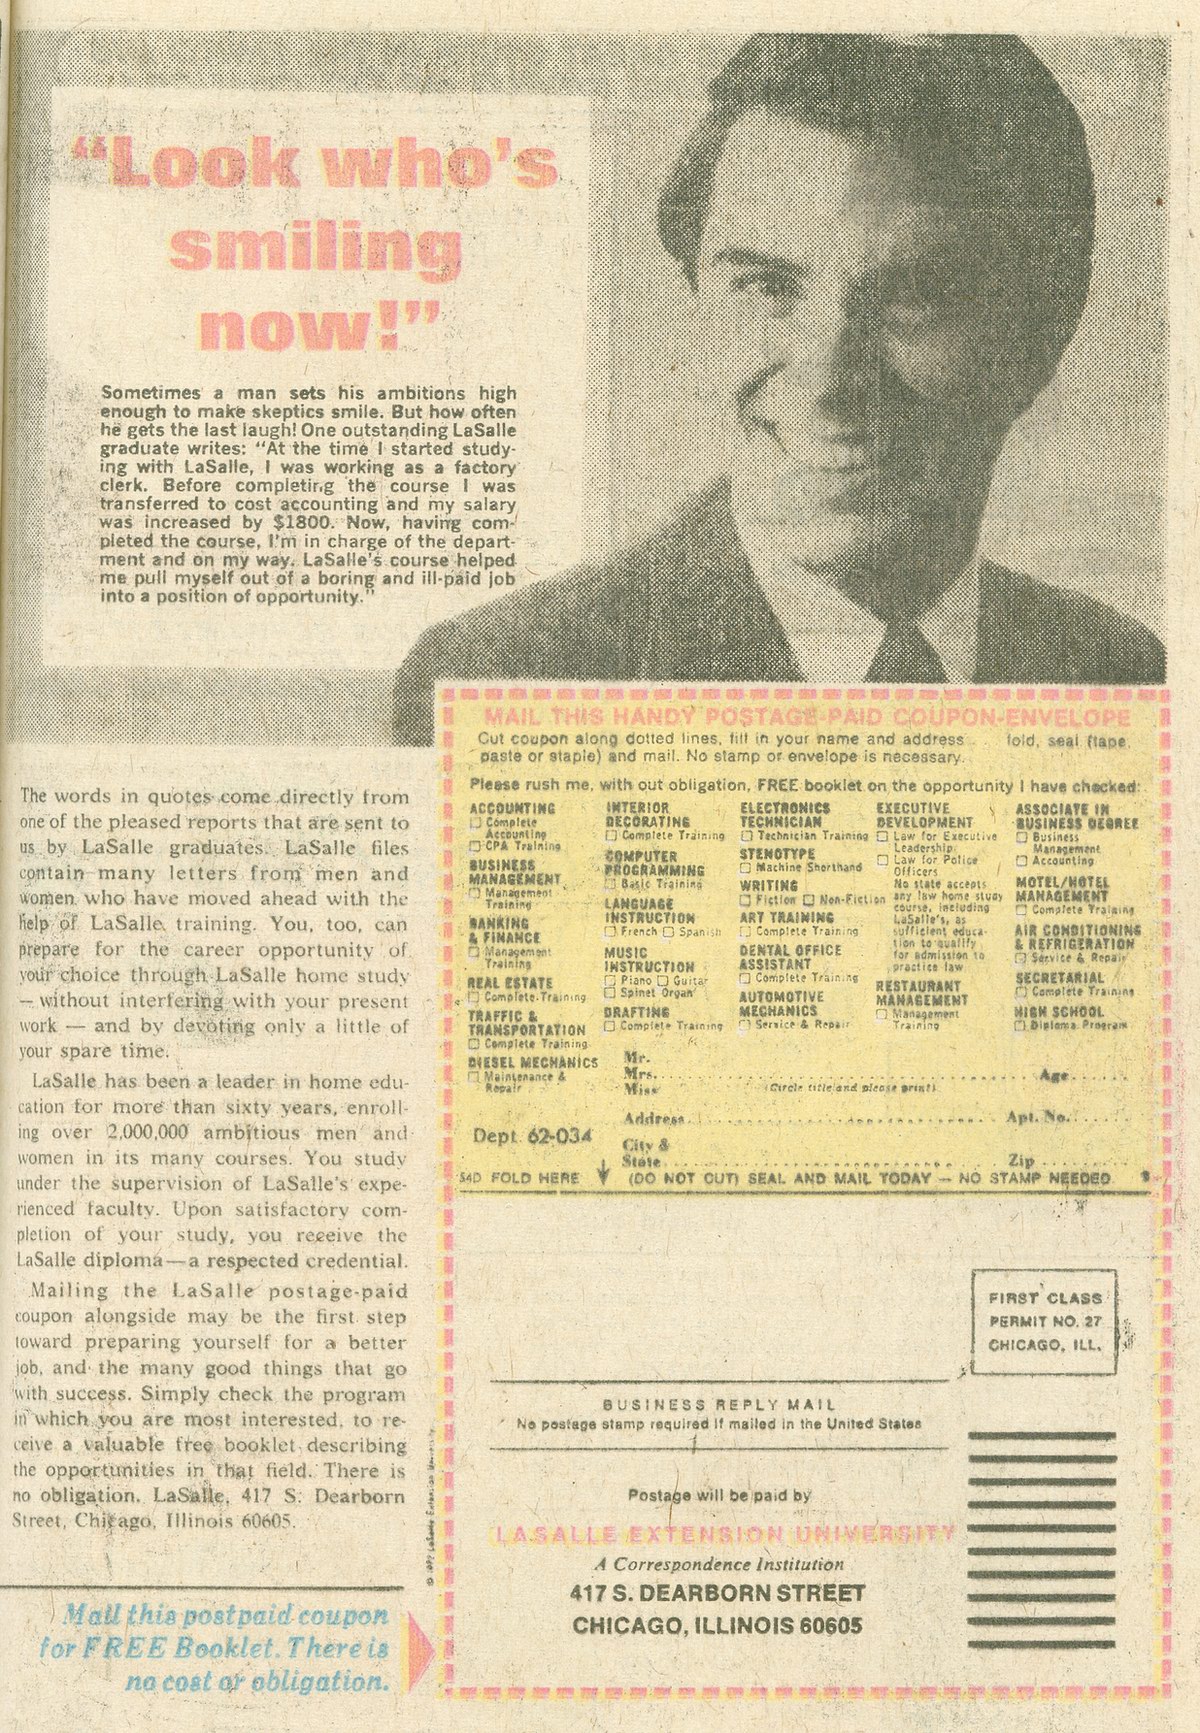 “Look who’s
smiling
now!”
Sometimes a man sets his ambitions high
enough to make skeptics smile. But how often
he gets the last laugh! One outstanding LaSalle
graduate writes: “At the time I started study-
ing with LaSalle, I was working as a factory
clerk. Before completing the course I was
transferred to cost accounting and my salary
was increased by $1800. Now, having com-
pleted the course, I’m in charge of the depart-
ment and on my way. LaSalle’s course helped
me pull myself out of a boring and ill-paid job
into a position of opportunity.”
The words in quotes come directly from
one of the pleased reports that are sent to
us by LaSalle graduates. LaSalle files
contain many letters from men and
women who have moved ahead with the
help of LaSalle training. You, too, can
prepare for the career opportunity of
your choice through LaSalle home study
— without interfering with your present
work — and by devoting only a little of
your spare time.
LaSalle has been a leader in home edu-
cation for more than sixty years, enroll-
ing over 2,000,000 ambitious men and
women in its many courses. You study
under the supervision of LaSalle’s expe-
rienced faculty. Upon satisfactory com-
pletion of your study, you receive the
LaSalle diploma—a respected credential.
Mailing the LaSalle postage-paid
coupon alongside may be the first step
toward preparing yourself for a better
job, and the many good things that go
with success. Simply check the program
in which you are most interested, to re-
ceive a valuable free booklet describing
the opportunities in that field. There is
no obligation. LaSalle, 417 S. Dearborn
Street, Chicago, Illinois 60605.
Mail this postpaid coupon
for FREE Booklet. There is
no cost or obligation.
MAIL THIS HANDY POSTAGE-PAID COUPON-ENVELOPE
Cut coupon along dotted lines, fill in your name and address . . fold, seal (tape,
paste or staple) and mail. No stamp or envelope is necessary.
Please rush me, with out obligation, FREE booklet on the opportunity I have checked:
ACCOUNTING
☐ Complete
Accounting
☐ CPA Training
BUSINESS
MANAGEMENT
☐ Management
Training
BANKING
& FINANCE
☐ Management
Training
REAL ESTATE
☐ Complete Training
TRAFFIC &
TRANSPORTATION
☐ Complete Training
DIESEL MECHANICS
☐ Maintenance &
Repair
INTERIOR
DECORATING
☐ Complete Training
COMPUTER
PROGRAMMING
☐ Basic Training
LANGUAGE
INSTRUCTION
☐ French ☐ Spanish
MUSIC
INSTRUCTION
☐ Piano ☐ Guitar
☐ Spinet Organ
DRAFTING
☐ Complete Training
ELECTRONICS
TECHNICIAN
☐ Technician Training
STENOTYPE
☐ Machine Shorthand
WRITING
☐ Fiction ☐ Non-Fiction
ART TRAINING
☐ Complete Training
DENTAL OFFICE
ASSISTANT
☐ Complete Training
AUTOMOTIVE
MECHANICS
☐ Service & Repair
EXECUTIVE
DEVELOPMENT
☐ Law for Executive
Leadership
☐ Law for Police
Officers
No state accepts
any law home study
course, including
LaSalle’s, as
sufficient educa-
tion to qualify
for admission to
practice law
RESTAURANT
MANAGEMENT
☐ Management
Training
ASSOCIATE IN
BUSINESS DEGREE
☐ Business
Management
☐ Accounting
MOTEL/HOTEL
MANAGEMENT
☐ Complete Training
AIR CONDITIONING
& REFRIGERATION
☐ Service & Repair
SECRETARIAL
☐ Complete Training
HIGH SCHOOL
☐ Diploma Program
Mr.
Mrs. Age
Miss (Circle title and please print)
Address Apt. No.
Dept. 62-034
City &
State Zip
FOLD HERE (DO NOT CUT) SEAL AND MAIL TODAY — NO STAMP NEEDED
FIRST CLASS
PERMIT NO. 27
CHICAGO, ILL.
BUSINESS REPLY MAIL
No postage stamp required if mailed in the United States
Postage will be paid by
LASALLE EXTENSION UNIVERSITY
A Correspondence Institution
417 S. DEARBORN STREET
CHICAGO, ILLINOIS 60605